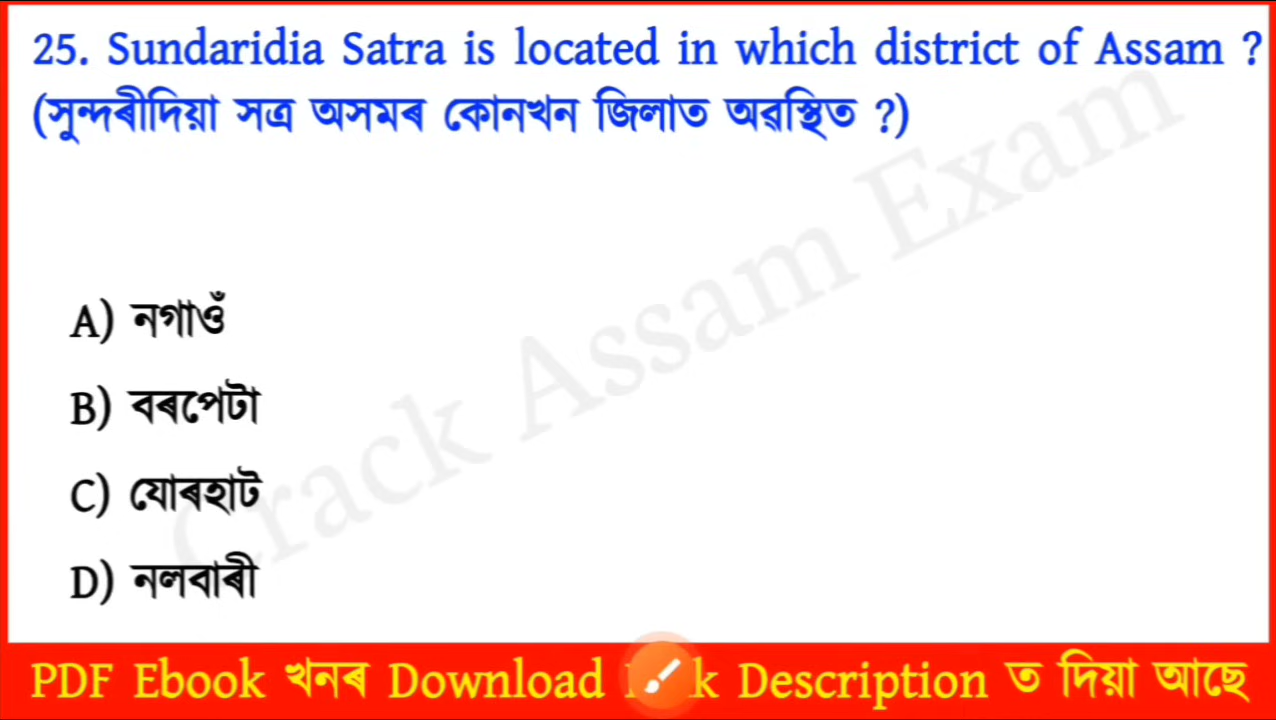 25. Sundaridia Satra is located in which district of Assam ?
(সুন্দৰীদিয়া সত্ৰ অসমৰ কোনখন জিলাত অৱস্থিত ?)
A) নগাওঁ
B) বৰপেটা
C) যোৰহাট
D) নলবাৰী
Crack Assam Exam
PDF Ebook খনৰ Download Description ত দিয়া আছে